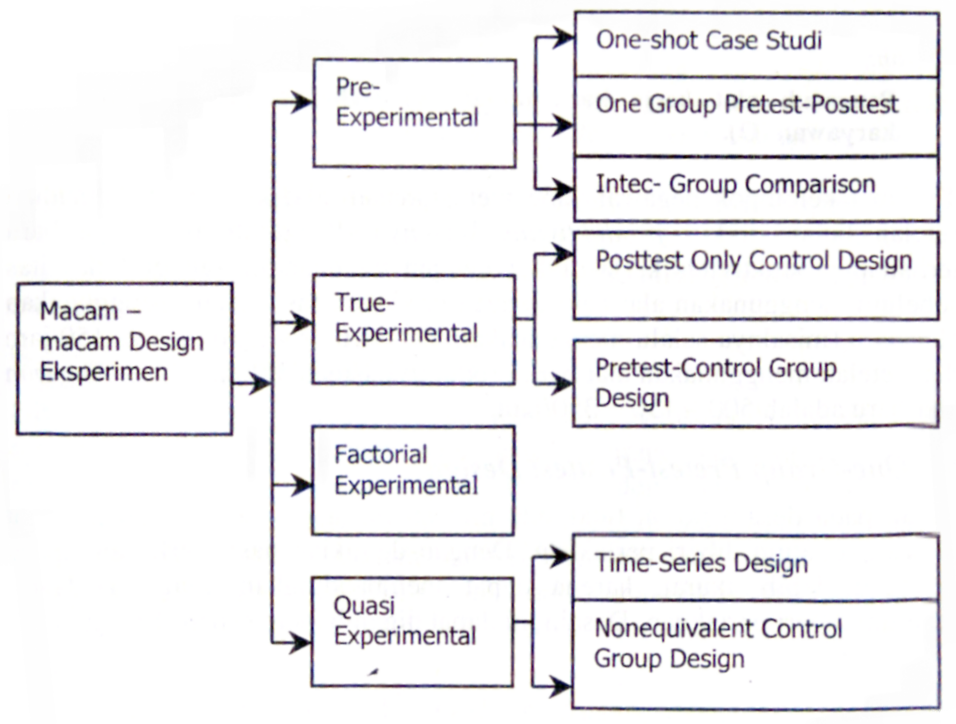 Macam –
macam Design
Eksperimen
Pre-
Experimental
One-shot Case Studi
One Group Pretest-Posttest
Intec- Group Comparison
True-
Experimental
Posttest Only Control Design
Pretest-Control Group
Design
Factorial
Experimental
Quasi
Experimental
Time-Series Design
Nonequivalent Control
Group Design